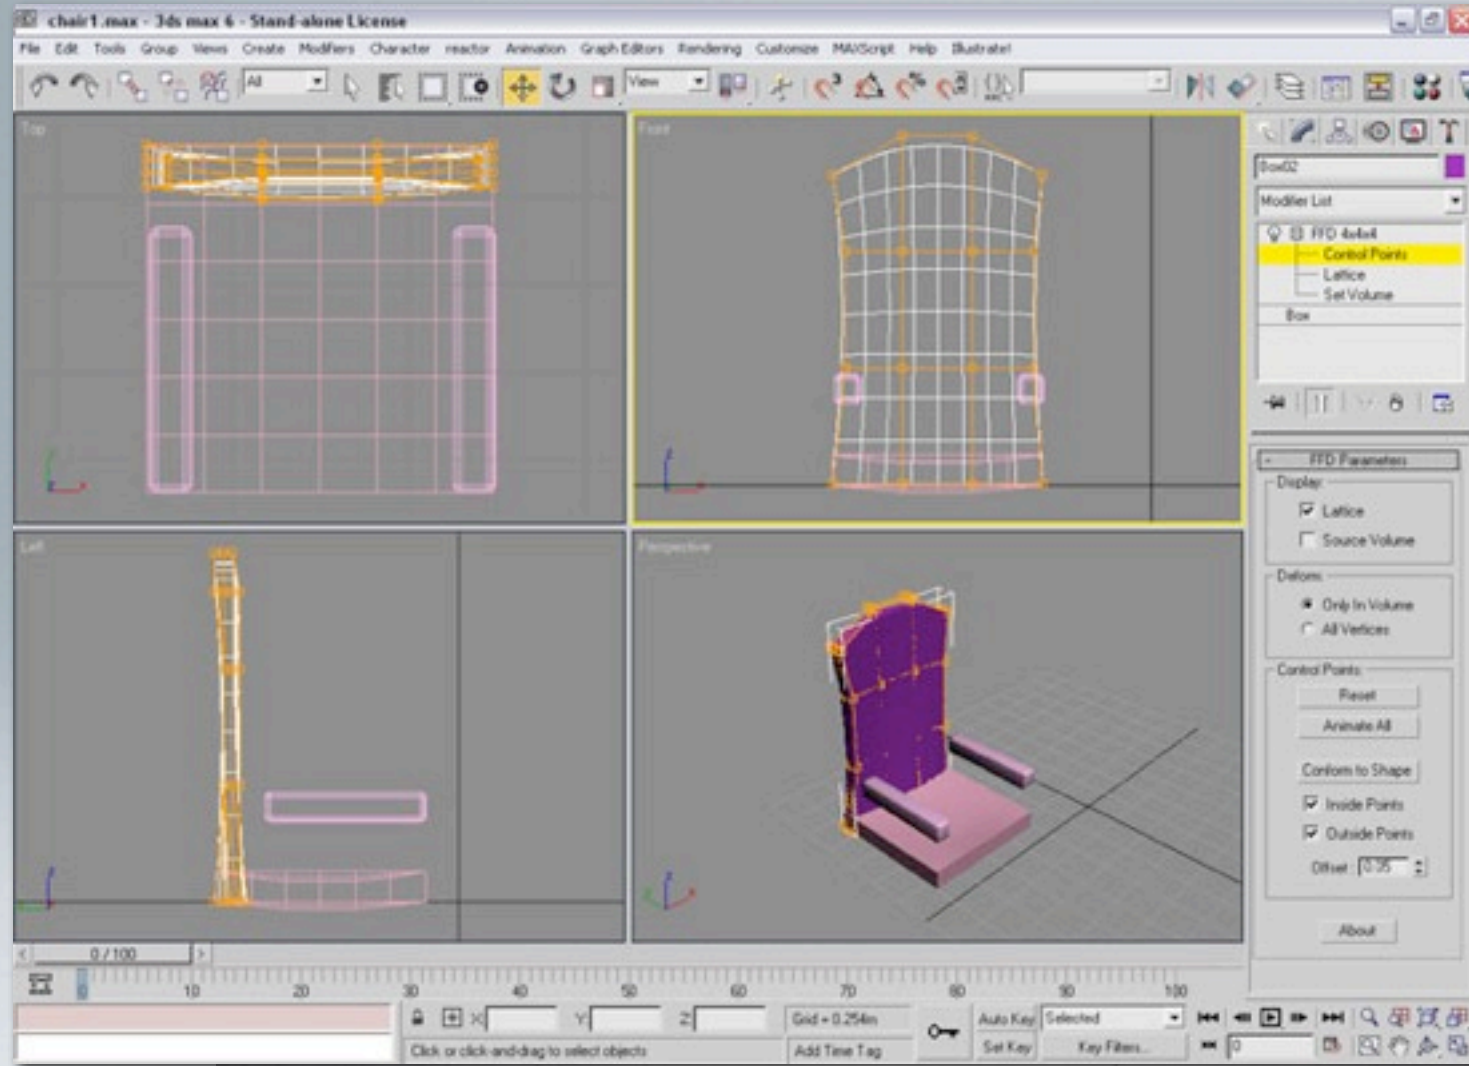 chair1.max - 3ds max 6 - Stand-alone License
File Edit Tools Group Views Create Modifiers Character reactor Animation Graph Editors Rendering Customize MAXScript Help Illustrate!
All
View
Top
Front
Box02
Modifier List
FFD 4x4x4
Control Points
Lattice
Set Volume
Box
- FFD Parameters
Display:
Lattice
Source Volume
Left
Perspective
Deform:
Only In Volume
All Vertices
Control Points:
Reset
Animate All
Conform to Shape
Inside Points
Outside Points
Offset: 0.05
About
< 0 / 100 >
0 10 20 30 40 50 60 70 80 90 100
X: Y: Z: Grid = 0.254m Auto Key Selected
Click or click-and-drag to select objects Add Time Tag Set Key Key Filters... 0